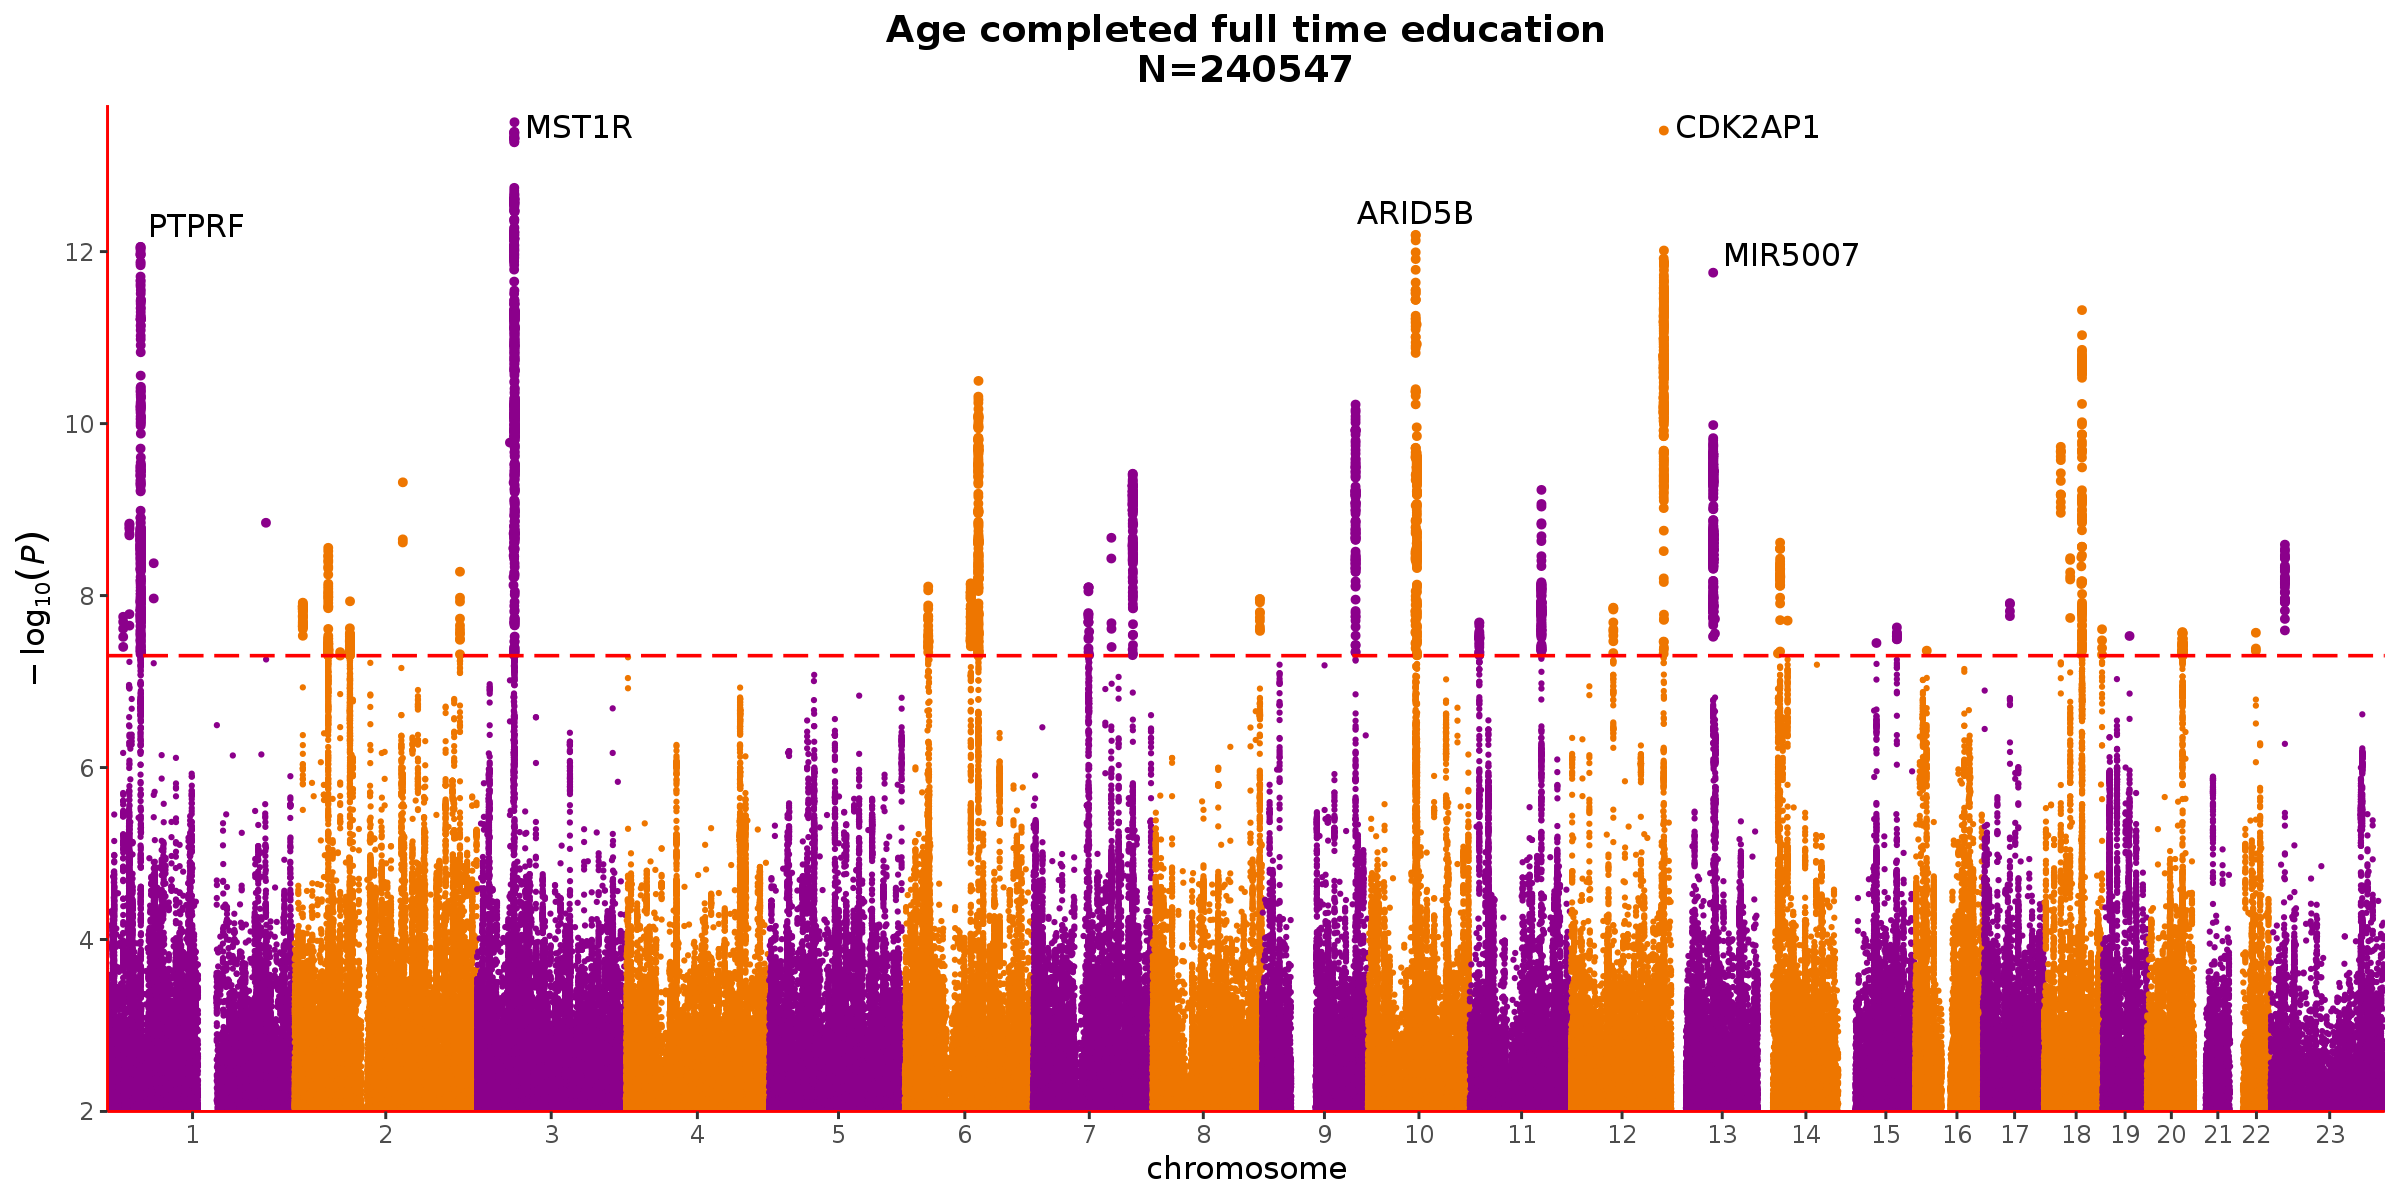 Age completed full time education
N=240547
MST1R
CDK2AP1
PTPRF
ARID5B
MIR5007
12
10
8
6
4
2
−log10(P)
1 2 3 4 5 6 7 8 9 10 11 12 13 14 15 16 17 18 19 20 21 22 23
chromosome